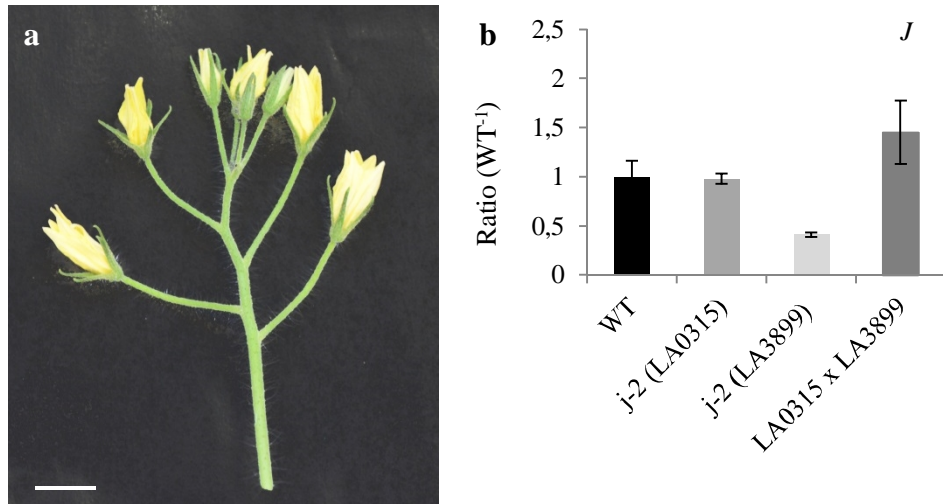 a
b
J
2,5
2
1,5
1
0,5
0
Ratio (WT-1)
WT
j-2 (LA0315)
j-2 (LA3899)
LA0315 x LA3899